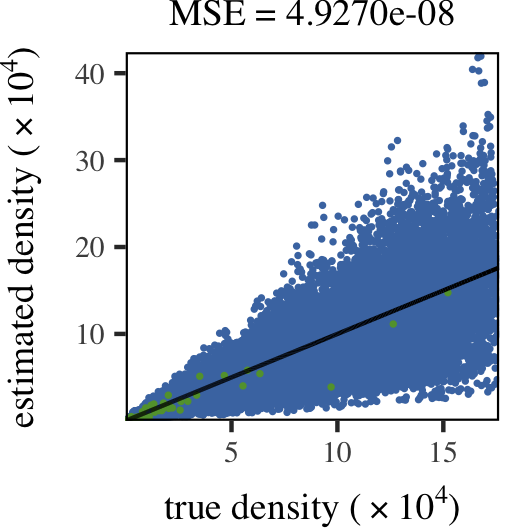 MSE = 4.9270e-08
estimated density ( × 10⁴)
40
30
20
10
5 10 15
true density ( × 10⁴)